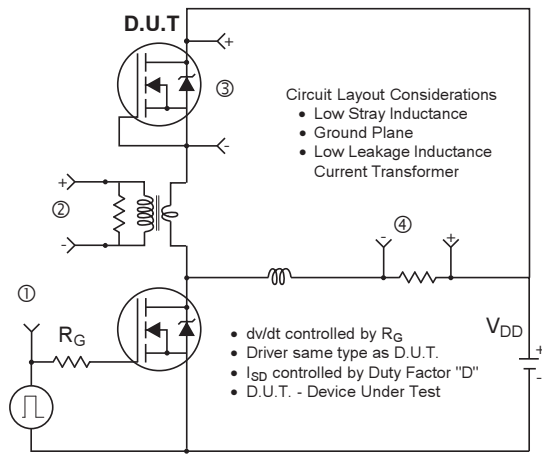 D.U.T
+
③
-
Circuit Layout Considerations
• Low Stray Inductance
• Ground Plane
• Low Leakage Inductance
Current Transformer
+
②
-
④
-
+
①
RG
• dv/dt controlled by RG
• Driver same type as D.U.T.
• ISD controlled by Duty Factor "D"
• D.U.T. - Device Under Test
VDD
+
-